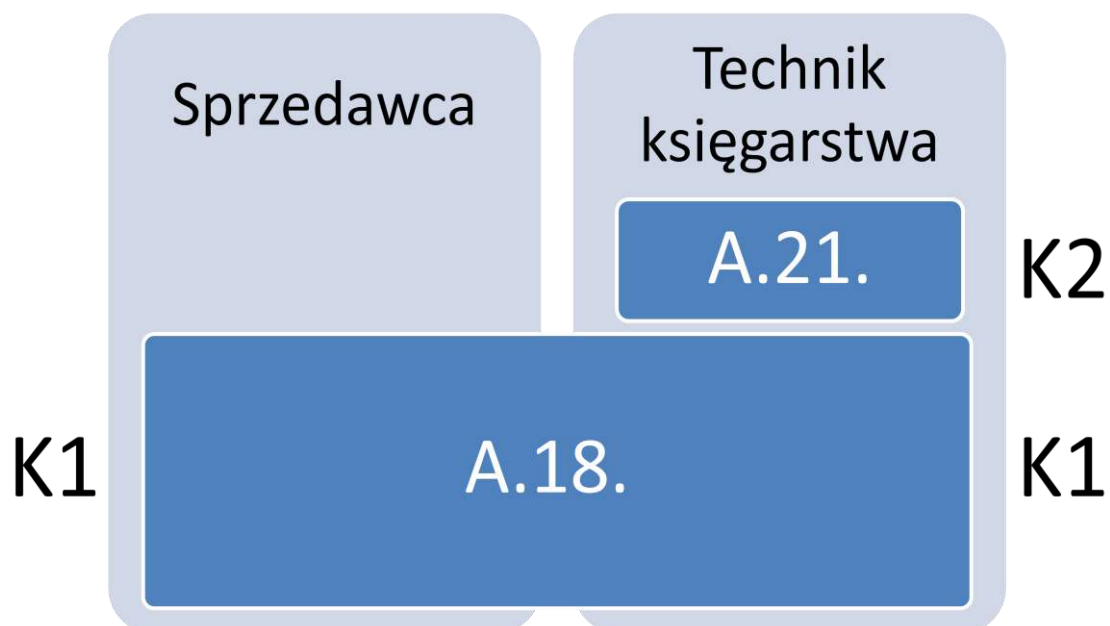 Sprzedawca
Technik
księgarstwa
A.21.
K2
K1
A.18.
K1